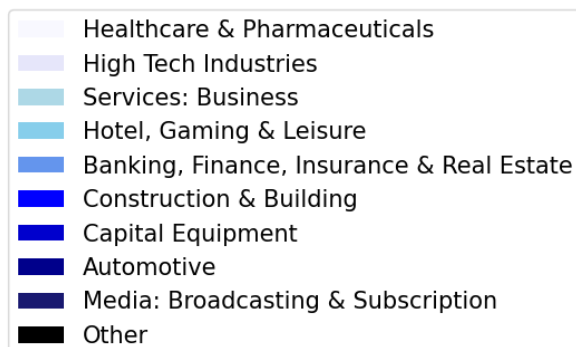 Healthcare & Pharmaceuticals
High Tech Industries
Services: Business
Hotel, Gaming & Leisure
Banking, Finance, Insurance & Real Estate
Construction & Building
Capital Equipment
Automotive
Media: Broadcasting & Subscription
Other